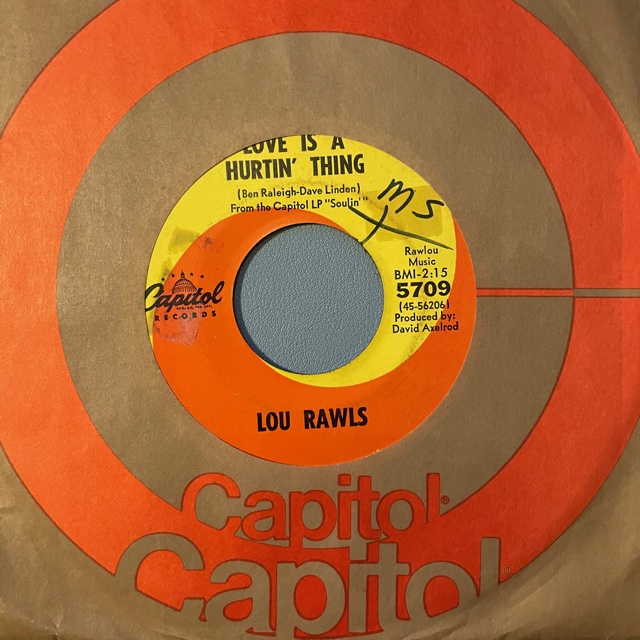 LOVE IS A
HURTIN' THING
(Ben Raleigh-Dave Linden)
From the Capitol LP "Soulin'"
MS
Rawlou
Music
BMI-2:15
5709
(45-56206)
Produced by:
David Axelrod
Capitol
RECORDS
LOU RAWLS
Capitol
Capitol